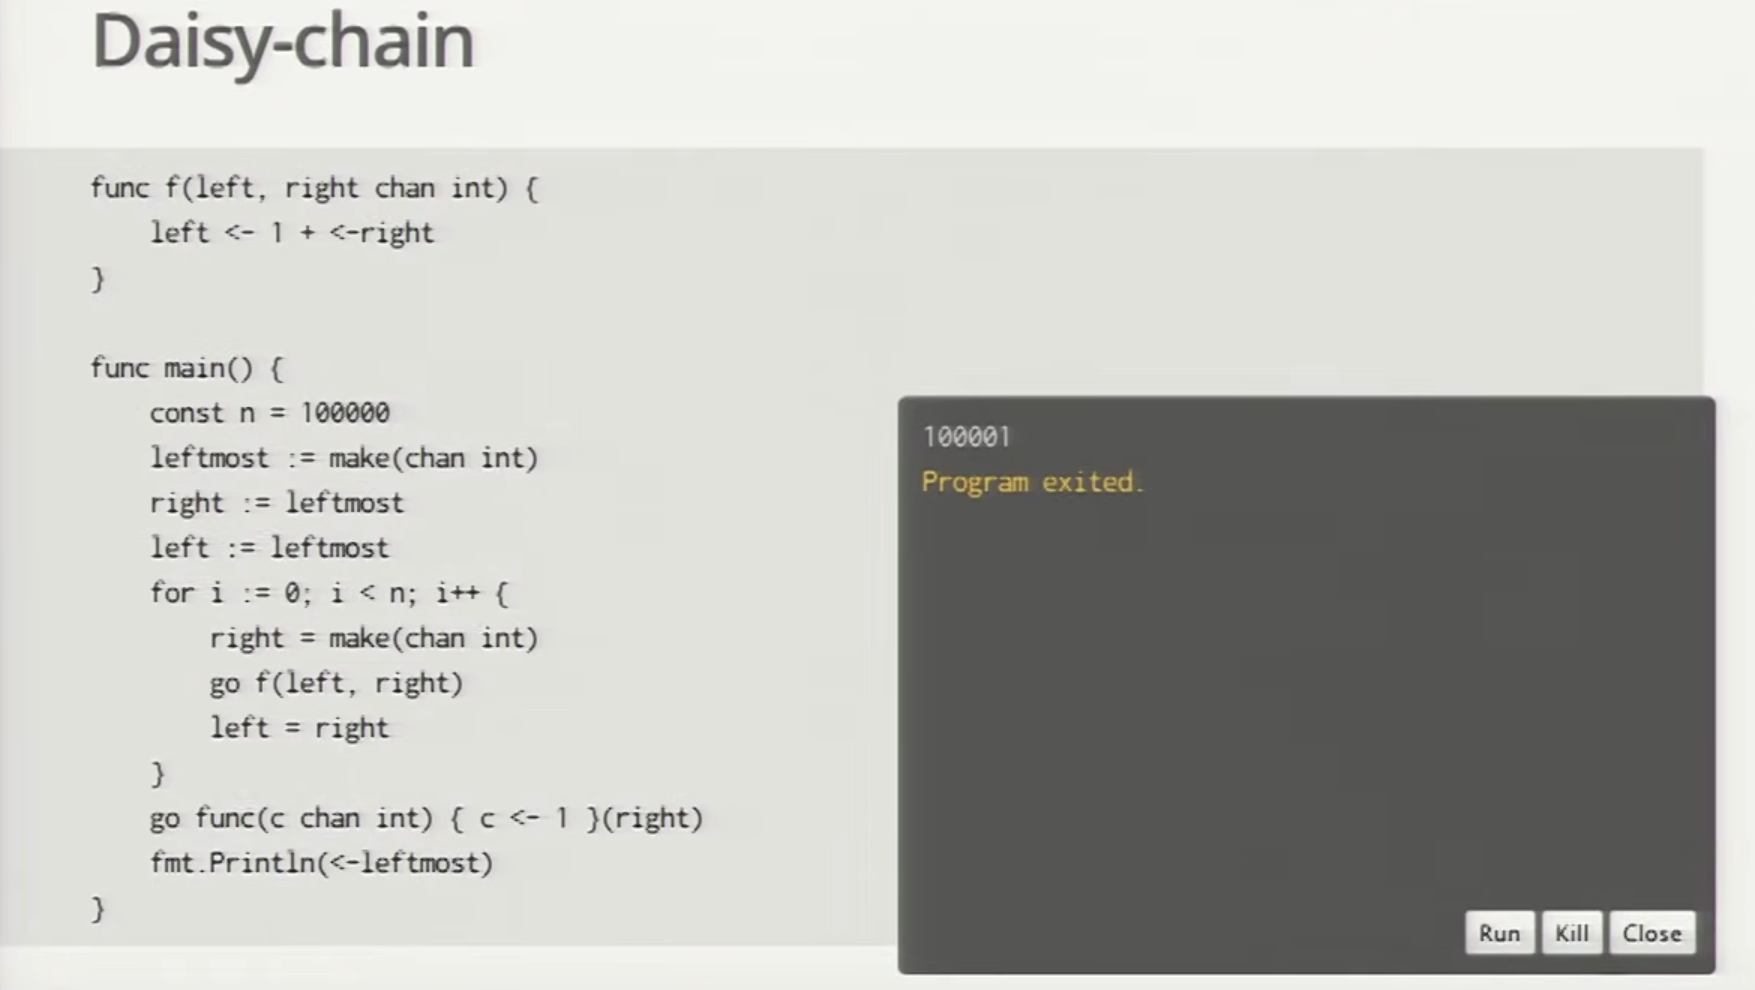 Daisy-chain
func f(left, right chan int) {
    left <- 1 + <-right
}
func main() {
    const n = 100000
    leftmost := make(chan int)
    right := leftmost
    left := leftmost
    for i := 0; i < n; i++ {
        right = make(chan int)
        go f(left, right)
        left = right
    }
    go func(c chan int) { c <- 1 }(right)
    fmt.Println(<-leftmost)
}
100001
Program exited.
Run Kill Close